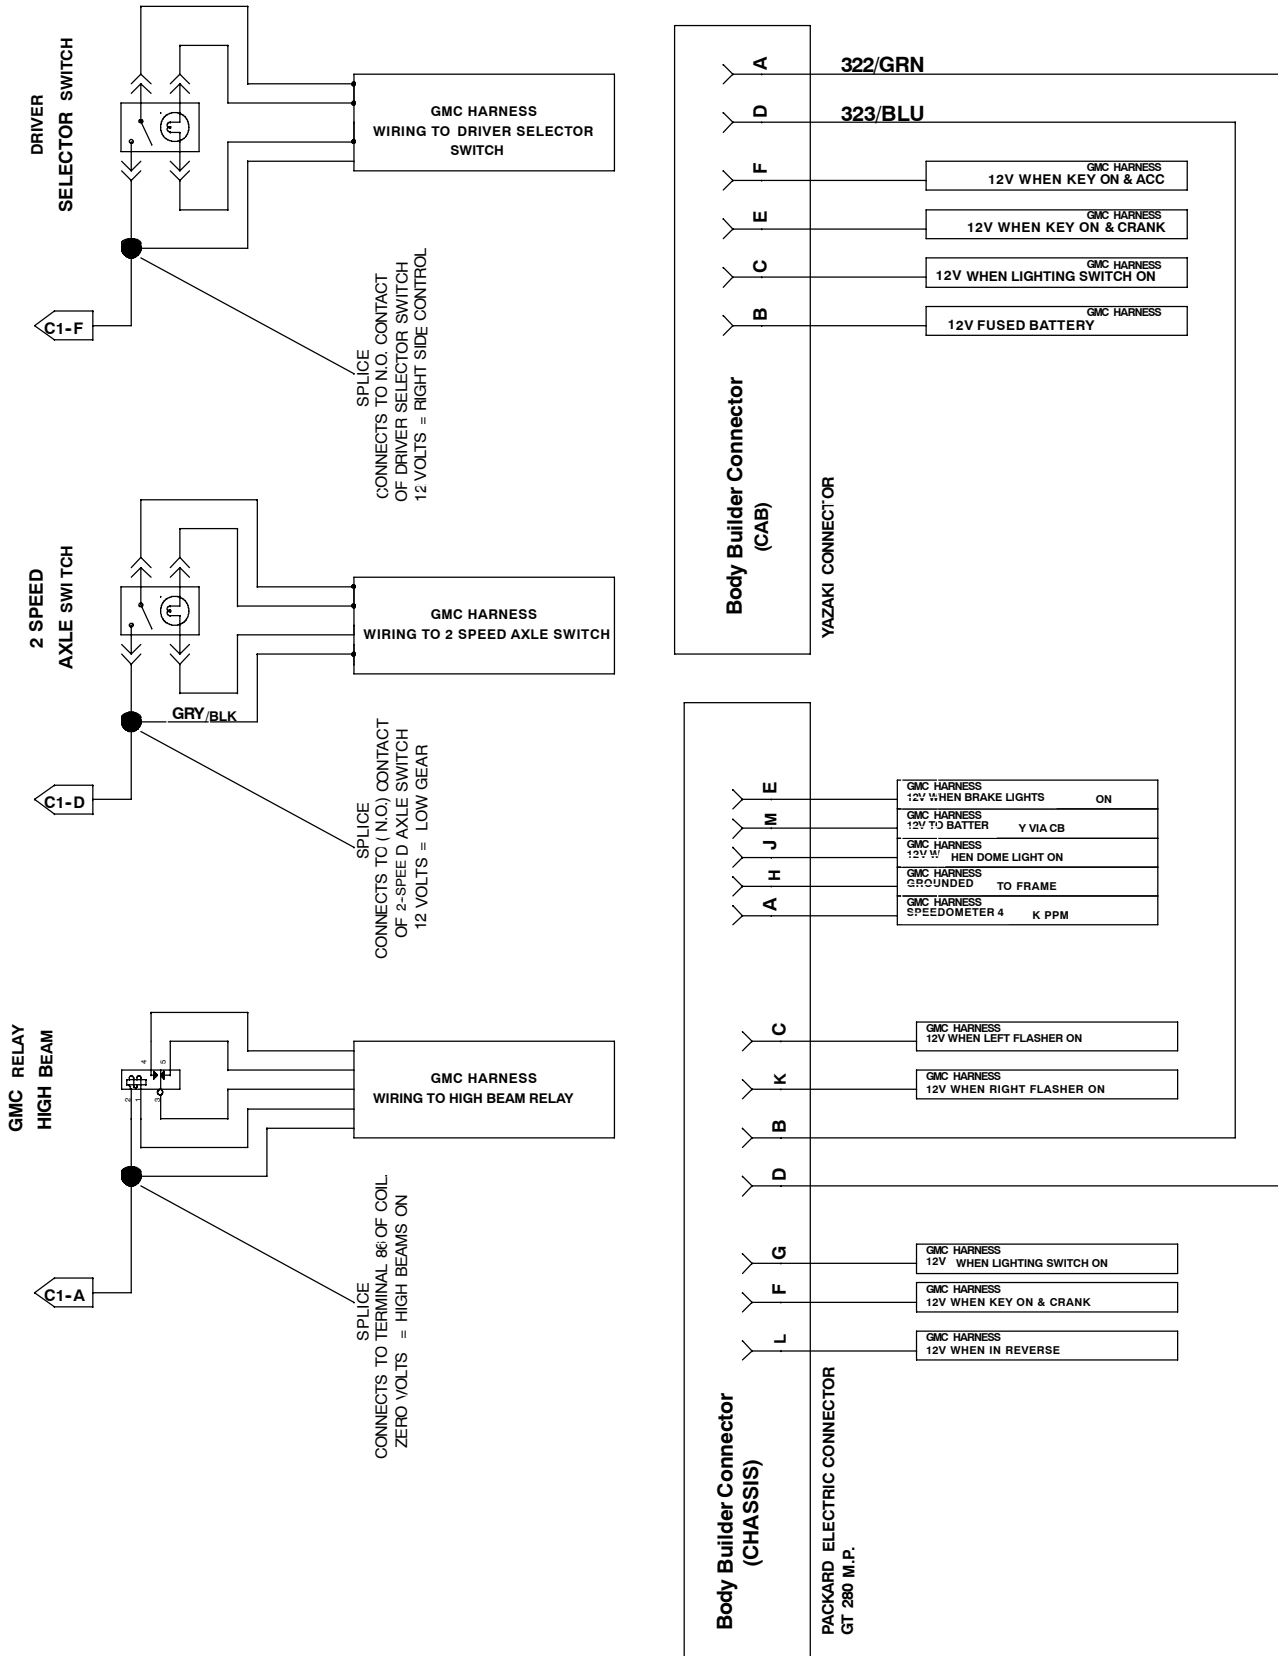 DRIVER
SELECTOR SWITCH
C1-F
GMC HARNESS
WIRING TO DRIVER SELECTOR
SWITCH
SPLICE
CONNECTS TO N.O. CONTACT
OF DRIVER SELECTOR SWITCH
12 VOLTS = RIGHT SIDE CONTROL
2 SPEED
AXLE SWITCH
C1-D
GRY/BLK
GMC HARNESS
WIRING TO 2 SPEED AXLE SWITCH
SPLICE
CONNECTS TO (N.O.) CONTACT
OF 2-SPEED AXLE SWITCH
12 VOLTS = LOW GEAR
GMC RELAY
HIGH BEAM
4
5
2
1
3
C1-A
GMC HARNESS
WIRING TO HIGH BEAM RELAY
SPLICE
CONNECTS TO TERMINAL 86 OF COIL.
ZERO VOLTS = HIGH BEAMS ON
Body Builder Connector
(CAB)
YAZAKI CONNECTOR
A
322/GRN
D
323/BLU
F
GMC HARNESS
12V WHEN KEY ON & ACC
E
GMC HARNESS
12V WHEN KEY ON & CRANK
C
GMC HARNESS
12V WHEN LIGHTING SWITCH ON
B
GMC HARNESS
12V FUSED BATTERY
Body Builder Connector
(CHASSIS)
PACKARD ELECTRIC CONNECTOR
GT 280 M.P.
E
GMC HARNESS
12V WHEN BRAKE LIGHTS ON
M
GMC HARNESS
12V TO BATTER Y VIA CB
J
GMC HARNESS
12V W HEN DOME LIGHT ON
H
GMC HARNESS
GROUNDED TO FRAME
A
GMC HARNESS
SPEEDOMETER 4 K PPM
C
GMC HARNESS
12V WHEN LEFT FLASHER ON
K
GMC HARNESS
12V WHEN RIGHT FLASHER ON
B
D
G
GMC HARNESS
12V WHEN LIGHTING SWITCH ON
F
GMC HARNESS
12V WHEN KEY ON & CRANK
L
GMC HARNESS
12V WHEN IN REVERSE